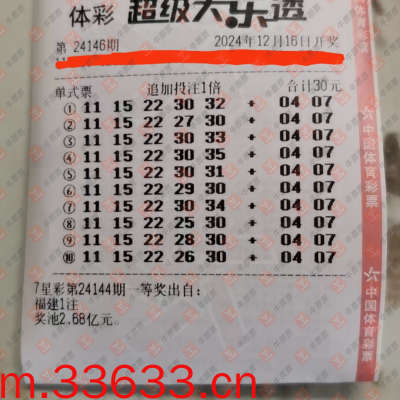 体彩 超级大乐透
第 24146期 2024年12月16日开奖
单式票 追加投注1倍 合计30元
① 11 15 22 30 32 + 04 07
② 11 15 22 27 30 + 04 07
③ 11 15 22 30 33 + 04 07
④ 11 15 22 30 35 + 04 07
⑤ 11 15 22 30 31 + 04 07
⑥ 11 15 22 29 30 + 04 07
⑦ 11 15 22 30 34 + 04 07
⑧ 11 15 22 25 30 + 04 07
⑨ 11 15 22 28 30 + 04 07
⑩ 11 15 22 26 30 + 04 07
7星彩第24144期一等奖出自:
福建1注
奖池2.68亿元。
中国体育彩票
中国体育彩票
m.33633.cn